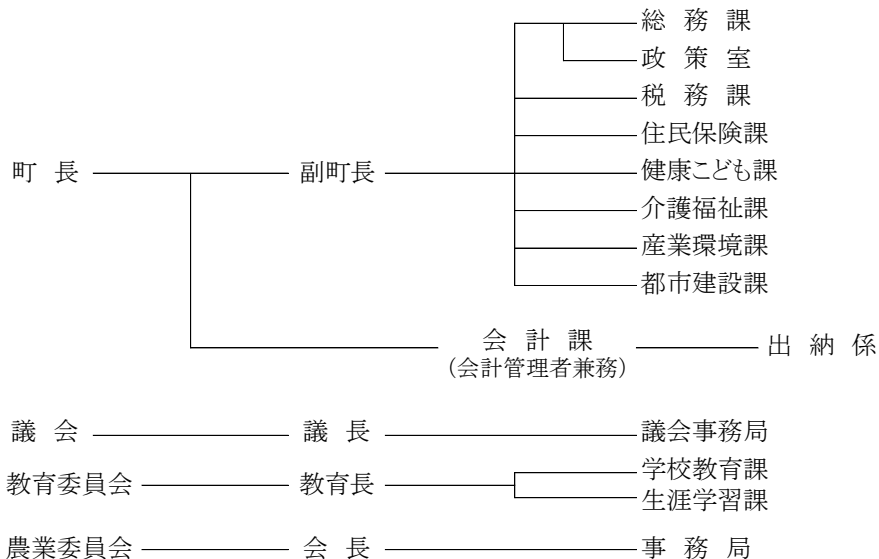 総務課
政策室
税務課
住民保険課
町長 副町長 健康こども課
介護福祉課
産業環境課
都市建設課
会計課 出納係
(会計管理者兼務)
議会 議長 議会事務局
学校教育課
教育委員会 教育長
生涯学習課
農業委員会 会長 事務局